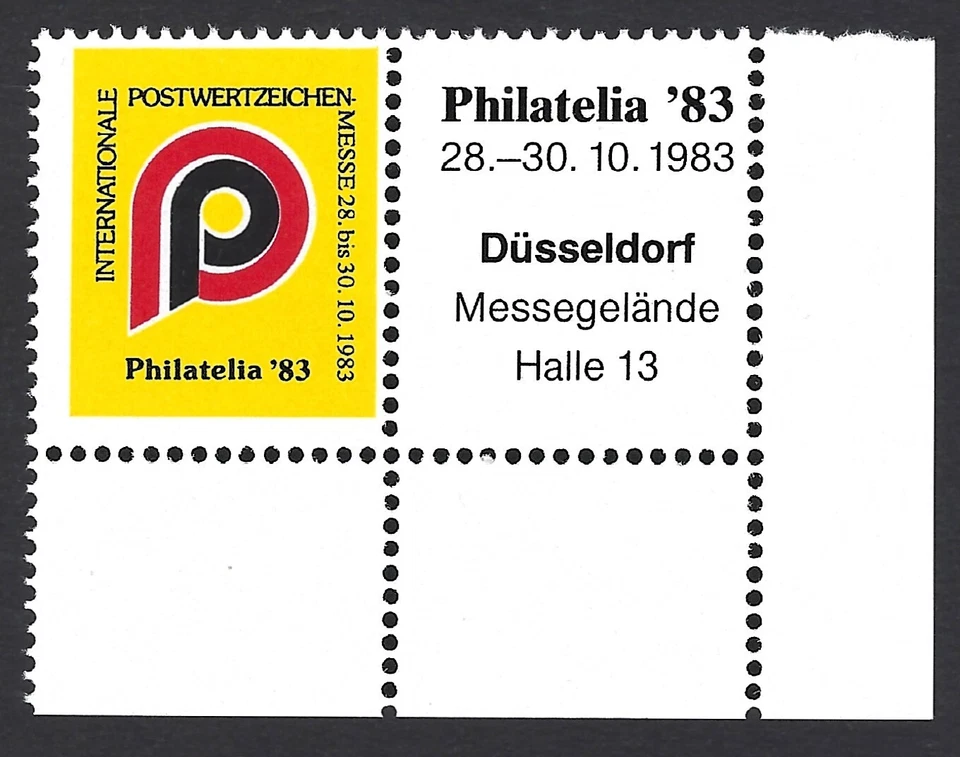 INTERNATIONALE
POSTWERTZEICHEN-
MESSE 28. bis 30. 10. 1983
Philatelia ’83
Philatelia ’83
28.–30. 10. 1983
Düsseldorf
Messegelände
Halle 13